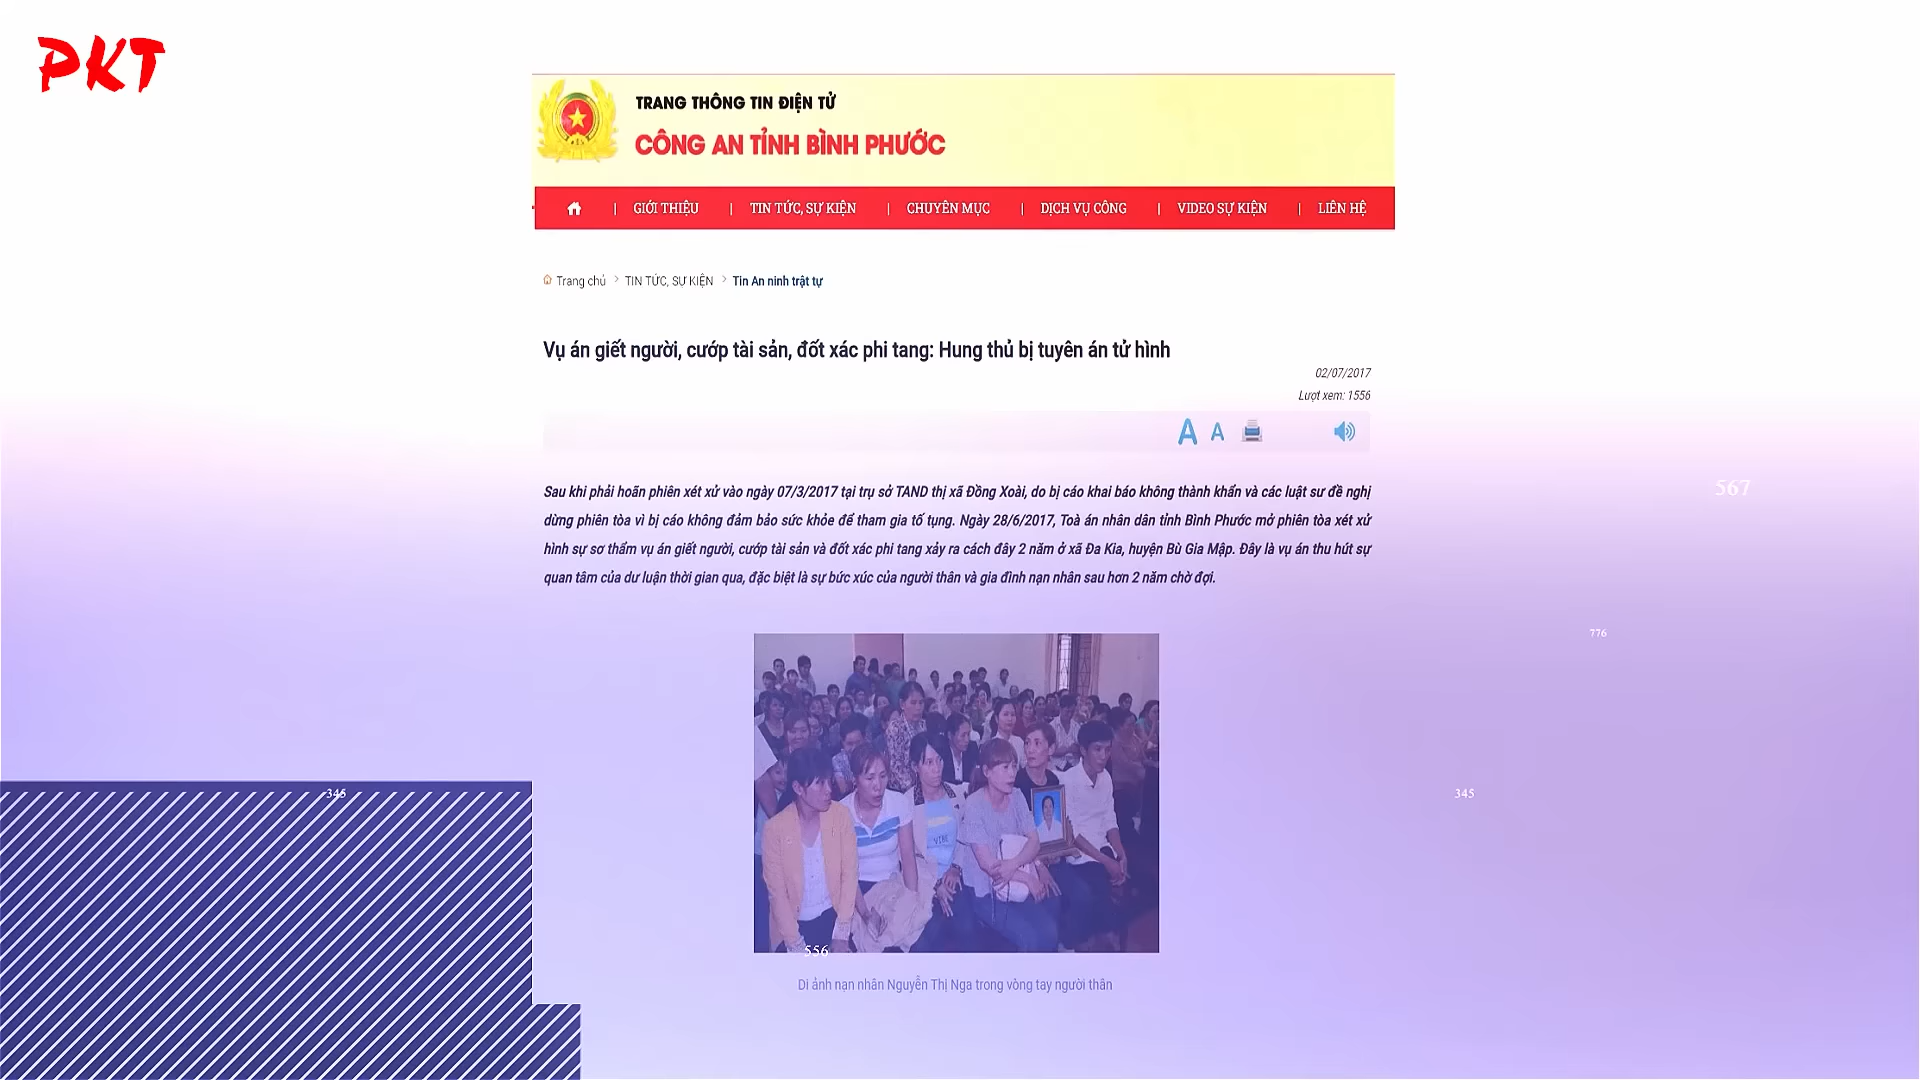 PKT
TRANG THÔNG TIN ĐIỆN TỬ
CÔNG AN TỈNH BÌNH PHƯỚC
| GIỚI THIỆU | TIN TỨC, SỰ KIỆN | CHUYÊN MỤC | DỊCH VỤ CÔNG | VIDEO SỰ KIỆN | LIÊN HỆ
Trang chủ > TIN TỨC, SỰ KIỆN > Tin An ninh trật tự
Vụ án giết người, cướp tài sản, đốt xác phi tang: Hung thủ bị tuyên án tử hình
02/07/2017
Lượt xem: 1556
A A
Sau khi phải hoãn phiên xét xử vào ngày 07/3/2017 tại trụ sở TAND thị xã Đồng Xoài, do bị cáo khai báo không thành khẩn và các luật sư đề nghị
dừng phiên tòa vì bị cáo không đảm bảo sức khỏe để tham gia tố tụng. Ngày 28/6/2017, Toà án nhân dân tỉnh Bình Phước mở phiên tòa xét xử
hình sự sơ thẩm vụ án giết người, cướp tài sản và đốt xác phi tang xảy ra cách đây 2 năm ở xã Đa Kia, huyện Bù Gia Mập. Đây là vụ án thu hút sự
quan tâm của dư luận thời gian qua, đặc biệt là sự bức xúc của người thân và gia đình nạn nhân sau hơn 2 năm chờ đợi.
567
776
345
345
556
Di ảnh nạn nhân Nguyễn Thị Nga trong vòng tay người thân